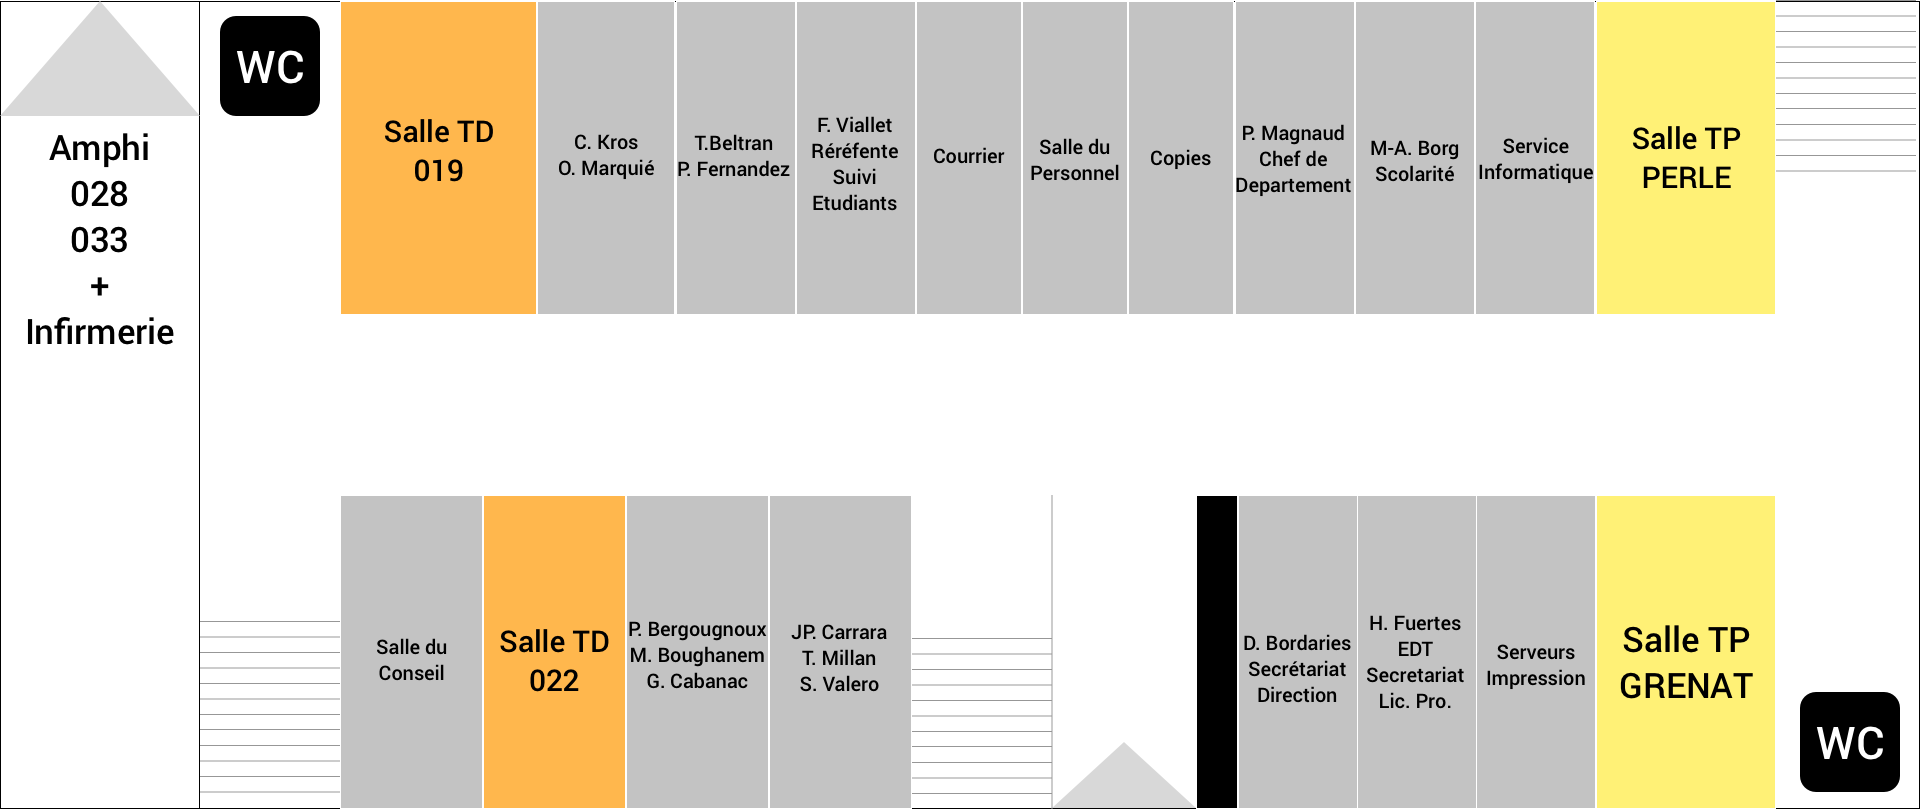 Amphi
028
033
+
Infirmerie
WC
Salle TD
019
C. Kros
O. Marquié
T.Beltran
P. Fernandez
F. Viallet
Réréfente
Suivi
Etudiants
Courrier
Salle du
Personnel
Copies
P. Magnaud
Chef de
Departement
M-A. Borg
Scolarité
Service
Informatique
Salle TP
PERLE
Salle du
Conseil
Salle TD
022
P. Bergougnoux
M. Boughanem
G. Cabanac
JP. Carrara
T. Millan
S. Valero
D. Bordaries
Secrétariat
Direction
H. Fuertes
EDT
Secretariat
Lic. Pro.
Serveurs
Impression
Salle TP
GRENAT
WC